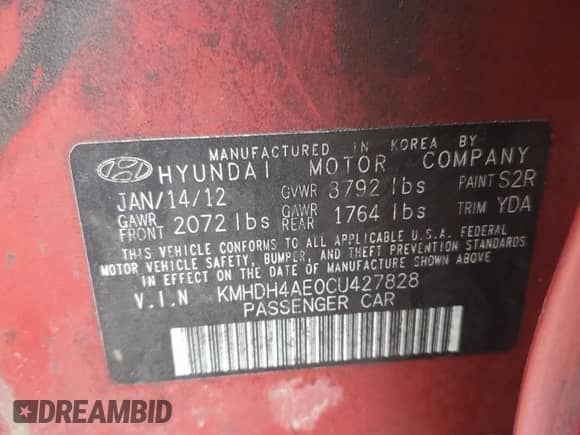 MANUFACTURED IN KOREA BY
HYUNDAI MOTOR COMPANY
JAN/14/12 GVWR 3792 lbs PAINT S2R
GAWR FRONT 2072 lbs GAWR REAR 1764 lbs TRIM YDA
THIS VEHICLE CONFORMS TO ALL APPLICABLE U.S.A. FEDERAL
MOTOR VEHICLE SAFETY, BUMPER, AND THEFT PREVENTION STANDARDS
IN EFFECT ON THE DATE OF MANUFACTURE SHOWN ABOVE
V.I.N KMHDH4AE0CU427828
PASSENGER CAR
DREAMBID